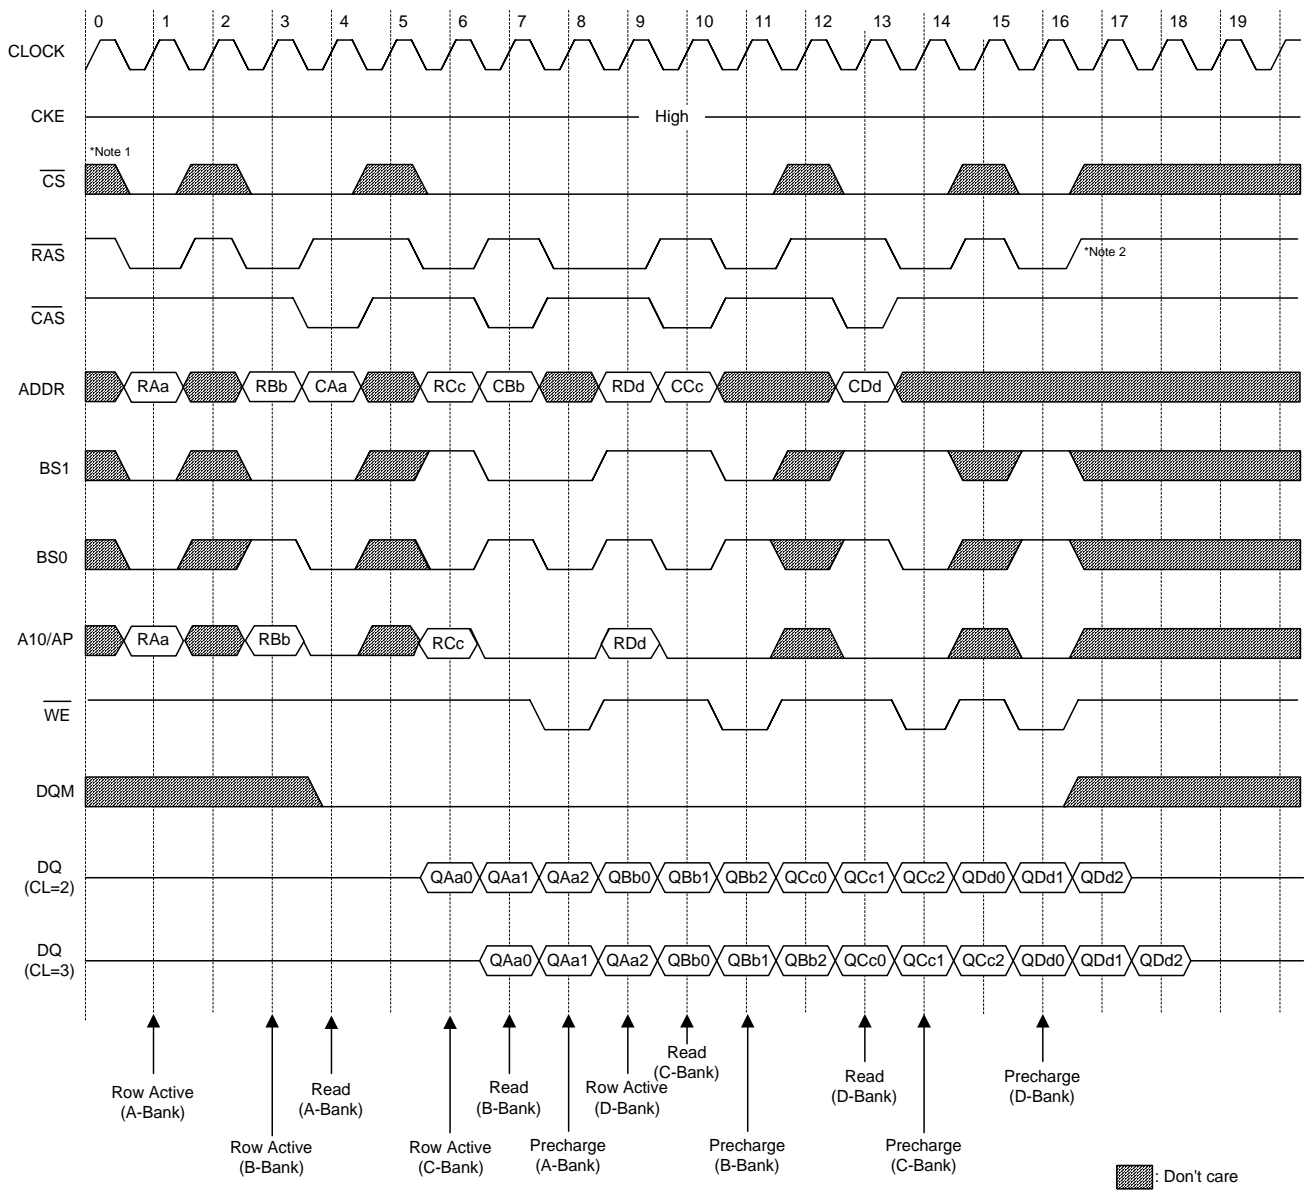 0 1 2 3 4 5 6 7 8 9 10 11 12 13 14 15 16 17 18 19
CLOCK
CKE
High
*Note 1
CS
RAS
*Note 2
CAS
ADDR
RAa RBb CAa RCc CBb RDd CCc CDd
BS1
BS0
A10/AP
RAa RBb RCc RDd
WE
DQM
DQ
(CL=2)
QAa0 QAa1 QAa2 QBb0 QBb1 QBb2 QCc0 QCc1 QCc2 QDd0 QDd1 QDd2
DQ
(CL=3)
QAa0 QAa1 QAa2 QBb0 QBb1 QBb2 QCc0 QCc1 QCc2 QDd0 QDd1 QDd2
Row Active
(A-Bank)
Row Active
(B-Bank)
Read
(A-Bank)
Row Active
(C-Bank)
Read
(B-Bank)
Precharge
(A-Bank)
Row Active
(D-Bank)
Read
(C-Bank)
Precharge
(B-Bank)
Read
(D-Bank)
Precharge
(C-Bank)
Precharge
(D-Bank)
: Don't care